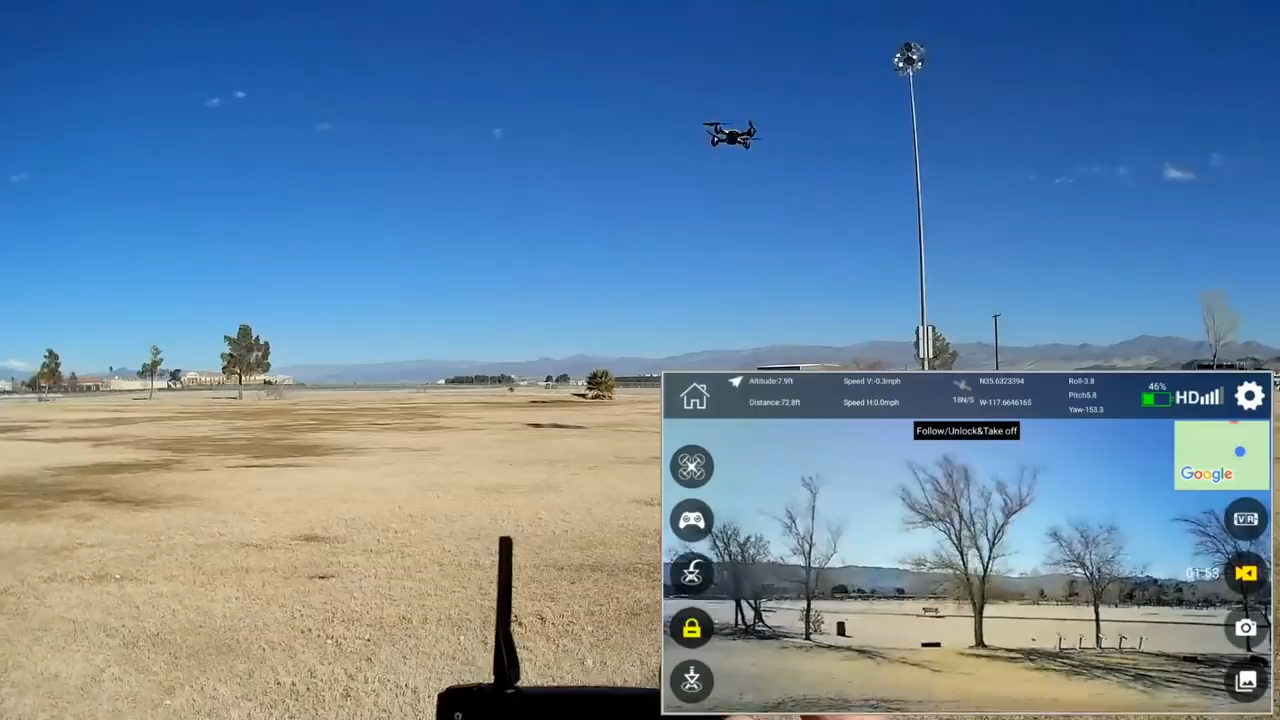 Altitude:7.9ft
Speed V:-0.3mph
N35.6323394
Roll-3.8
46%
HD
Distance:72.8ft
Speed H:0.0mph
18N/S
W-117.6646165
Pitch5.8
Yaw-153.3
Follow/Unlock&Take off
Google
VR
01:53